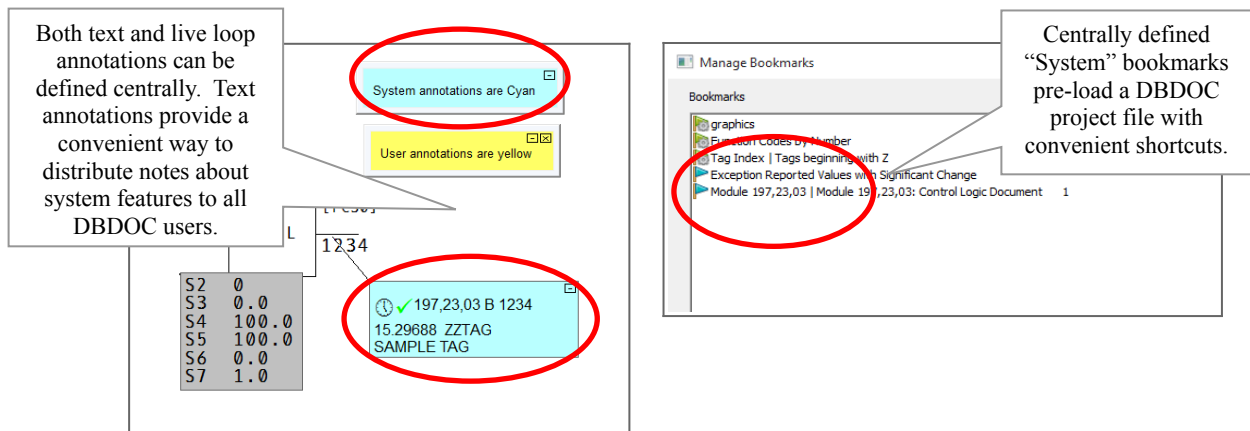 Both text and live loop
annotations can be
defined centrally.  Text
annotations provide a
convenient way to
distribute notes about
system features to all
DBDOC users.
System annotations are Cyan
User annotations are yellow
L
1234
S2 0
S3 0.0
S4 100.0
S5 100.0
S6 0.0
S7 1.0
197,23,03 B 1234
15.29688 ZZTAG
SAMPLE TAG
Manage Bookmarks
Bookmarks
graphics
Function Codes By Number
Tag Index | Tags beginning with Z
Exception Reported Values with Significant Change
Module 197,23,03 | Module 197,23,03: Control Logic Document 1
Centrally defined
“System” bookmarks
pre-load a DBDOC
project file with
convenient shortcuts.